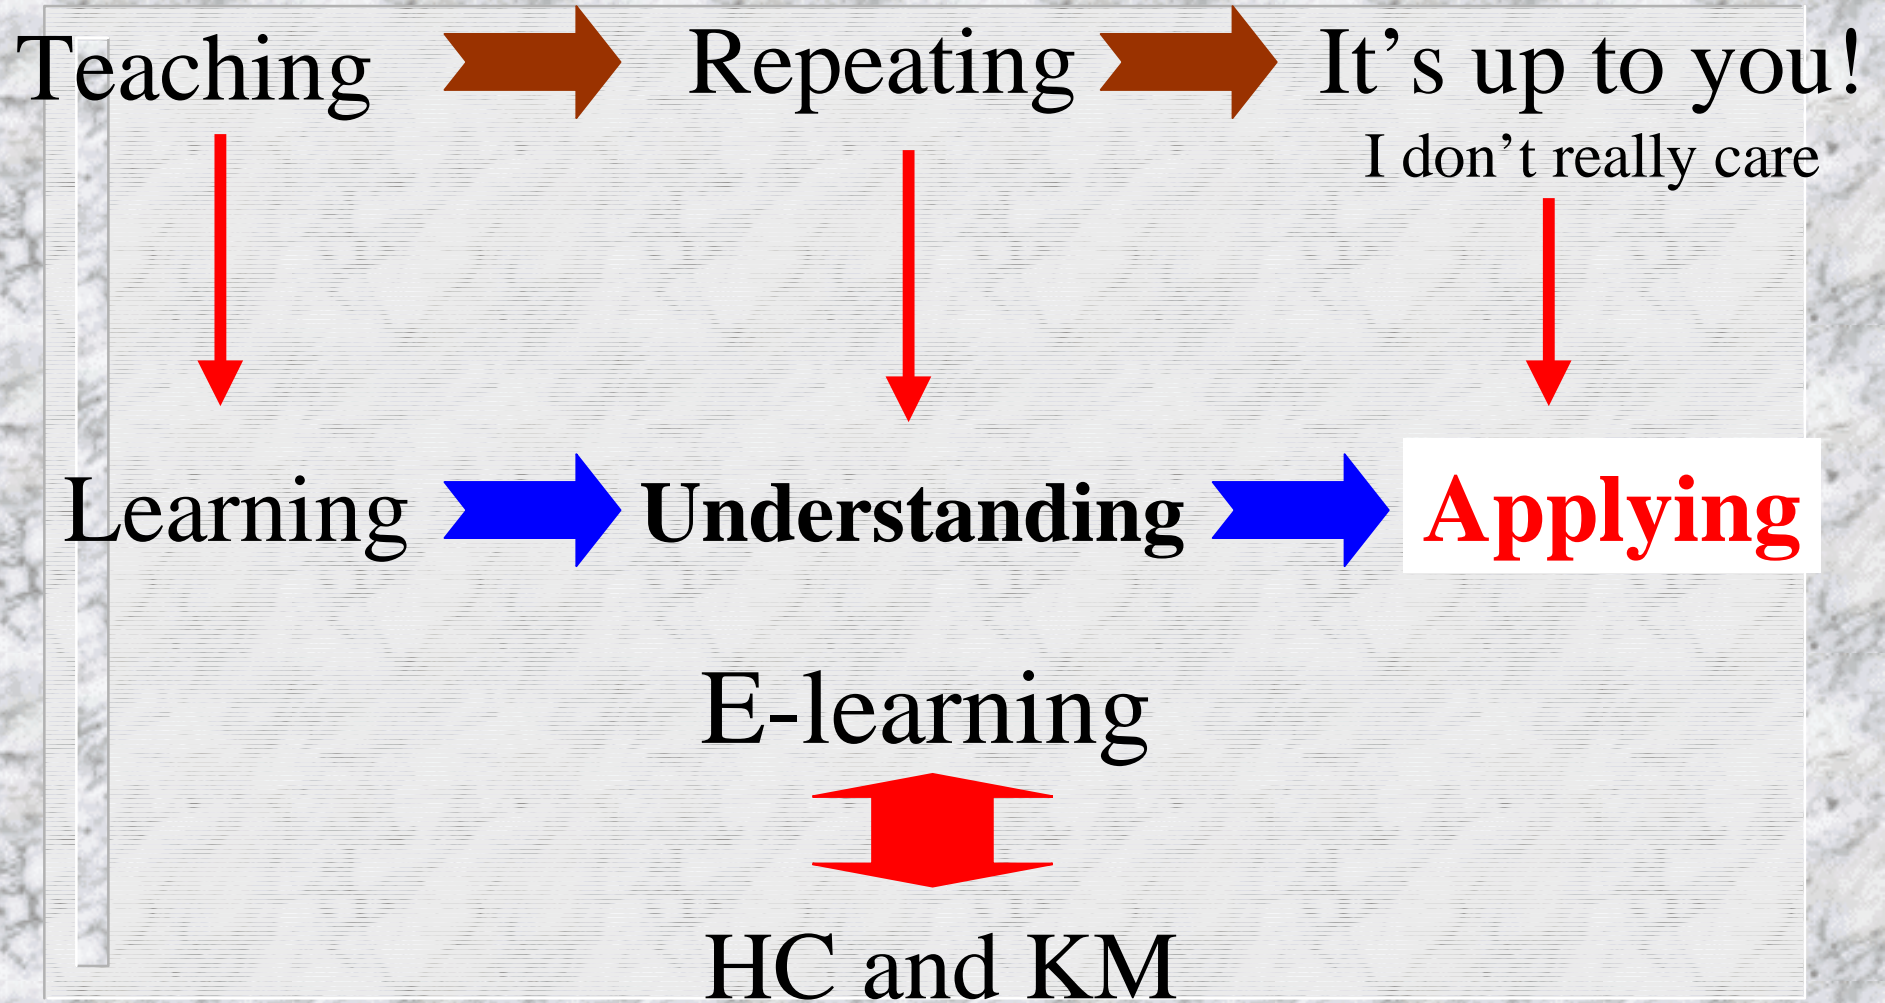 Teaching Repeating It’s up to you!
I don’t really care
Learning Understanding Applying
E-learning
HC and KM